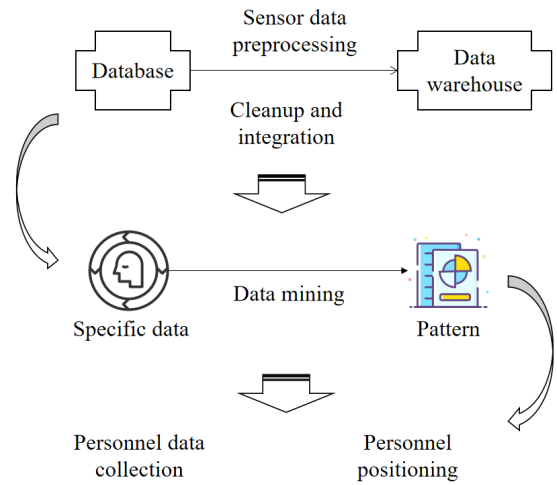 Sensor data
preprocessing
Database
Data
warehouse
Cleanup and
integration
Data mining
Specific data
Pattern
Personnel data
collection
Personnel
positioning